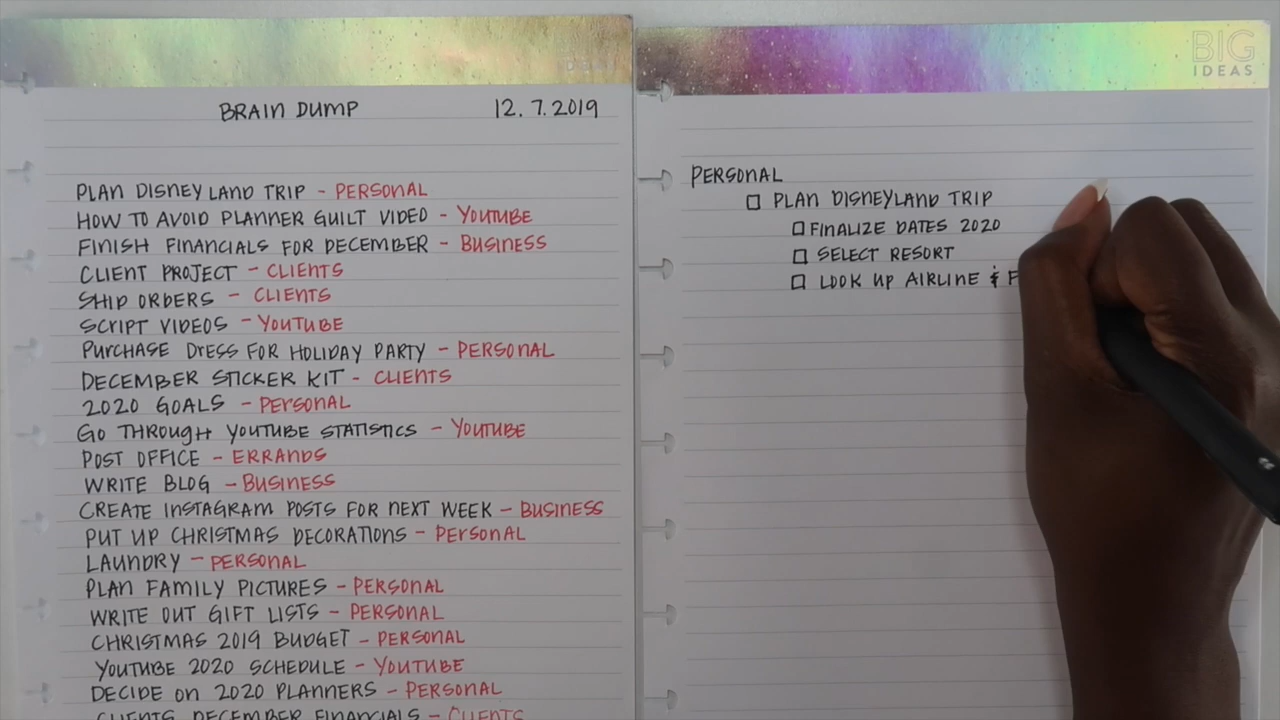 BRAIN DUMP 12.7.2019
PLAN DISNEYLAND TRIP - PERSONAL
HOW TO AVOID PLANNER GUILT VIDEO - YOUTUBE
FINISH FINANCIALS FOR DECEMBER - BUSINESS
CLIENT PROJECT - CLIENTS
SHIP ORDERS - CLIENTS
SCRIPT VIDEOS - YOUTUBE
PURCHASE DRESS FOR HOLIDAY PARTY - PERSONAL
DECEMBER STICKER KIT - CLIENTS
2020 GOALS - PERSONAL
GO THROUGH YOUTUBE STATISTICS - YOUTUBE
POST OFFICE - ERRANDS
WRITE BLOG - BUSINESS
CREATE INSTAGRAM POSTS FOR NEXT WEEK - BUSINESS
PUT UP CHRISTMAS DECORATIONS - PERSONAL
LAUNDRY - PERSONAL
PLAN FAMILY PICTURES - PERSONAL
WRITE OUT GIFT LISTS - PERSONAL
CHRISTMAS 2019 BUDGET - PERSONAL
YOUTUBE 2020 SCHEDULE - YOUTUBE
DECIDE ON 2020 PLANNERS - PERSONAL
CLIENTS DECEMBER FINANCIALS - CLIENTS
BIG
IDEAS
PERSONAL
PLAN DISNEYLAND TRIP
FINALIZE DATES 2020
SELECT RESORT
LOOK UP AIRLINE & F